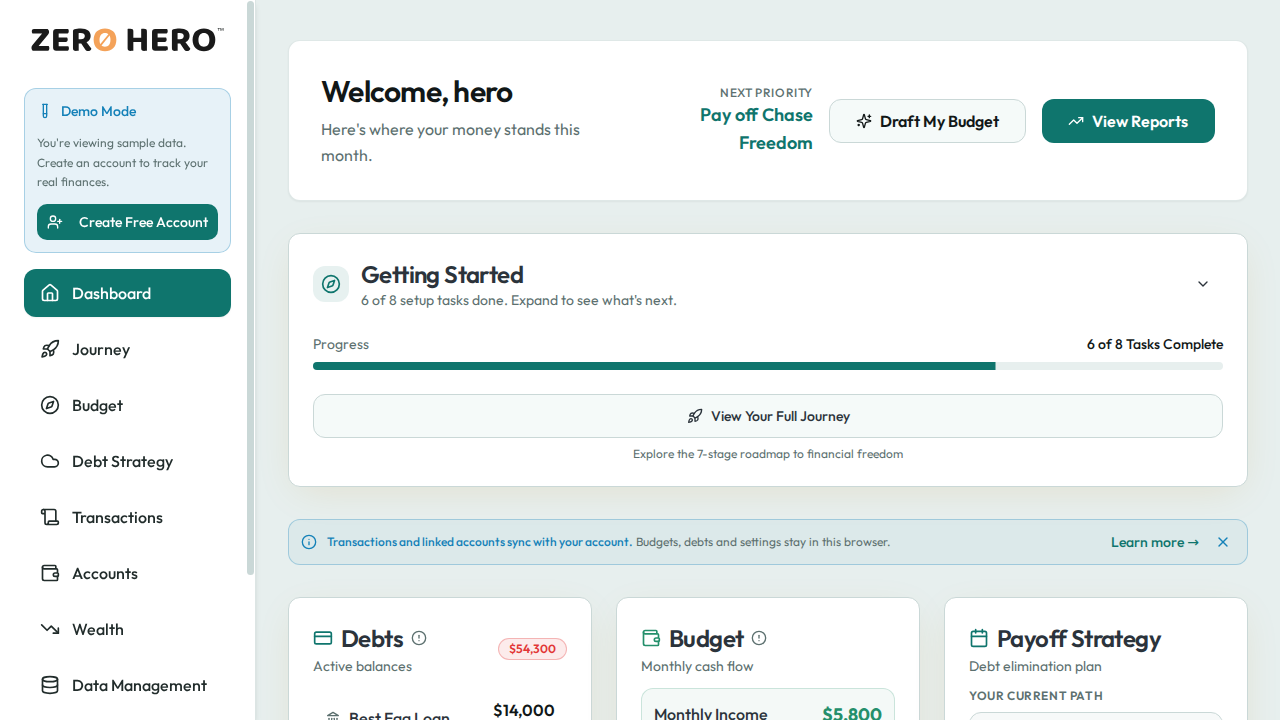 ZERO HERO™
Demo Mode
You're viewing sample data.
Create an account to track your
real finances.
Create Free Account
Dashboard
Journey
Budget
Debt Strategy
Transactions
Accounts
Wealth
Data Management
Welcome, hero
Here's where your money stands this
month.
NEXT PRIORITY
Pay off Chase
Freedom
Draft My Budget
View Reports
Getting Started
6 of 8 setup tasks done. Expand to see what's next.
Progress
6 of 8 Tasks Complete
View Your Full Journey
Explore the 7-stage roadmap to financial freedom
Transactions and linked accounts sync with your account. Budgets, debts and settings stay in this browser.
Learn more →
Debts
$54,300
Active balances
Best Egg Loan
$14,000
Budget
Monthly cash flow
Monthly Income
$5,800
Payoff Strategy
Debt elimination plan
YOUR CURRENT PATH